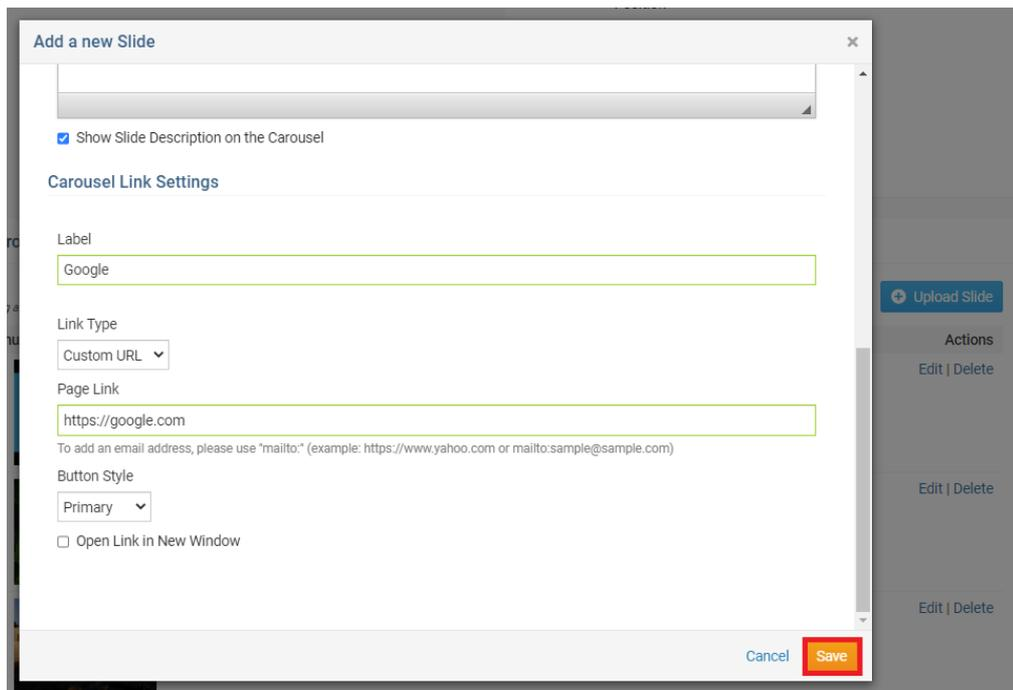 Add a new Slide ×
Show Slide Description on the Carousel
Carousel Link Settings
Label
Google
Upload Slide
Link Type
Actions
Custom URL
Edit | Delete
Page Link
https://google.com
To add an email address, please use "mailto:" (example: https://www.yahoo.com or mailto:sample@sample.com)
Button Style
Edit | Delete
Primary
Open Link in New Window
Edit | Delete
Cancel Save